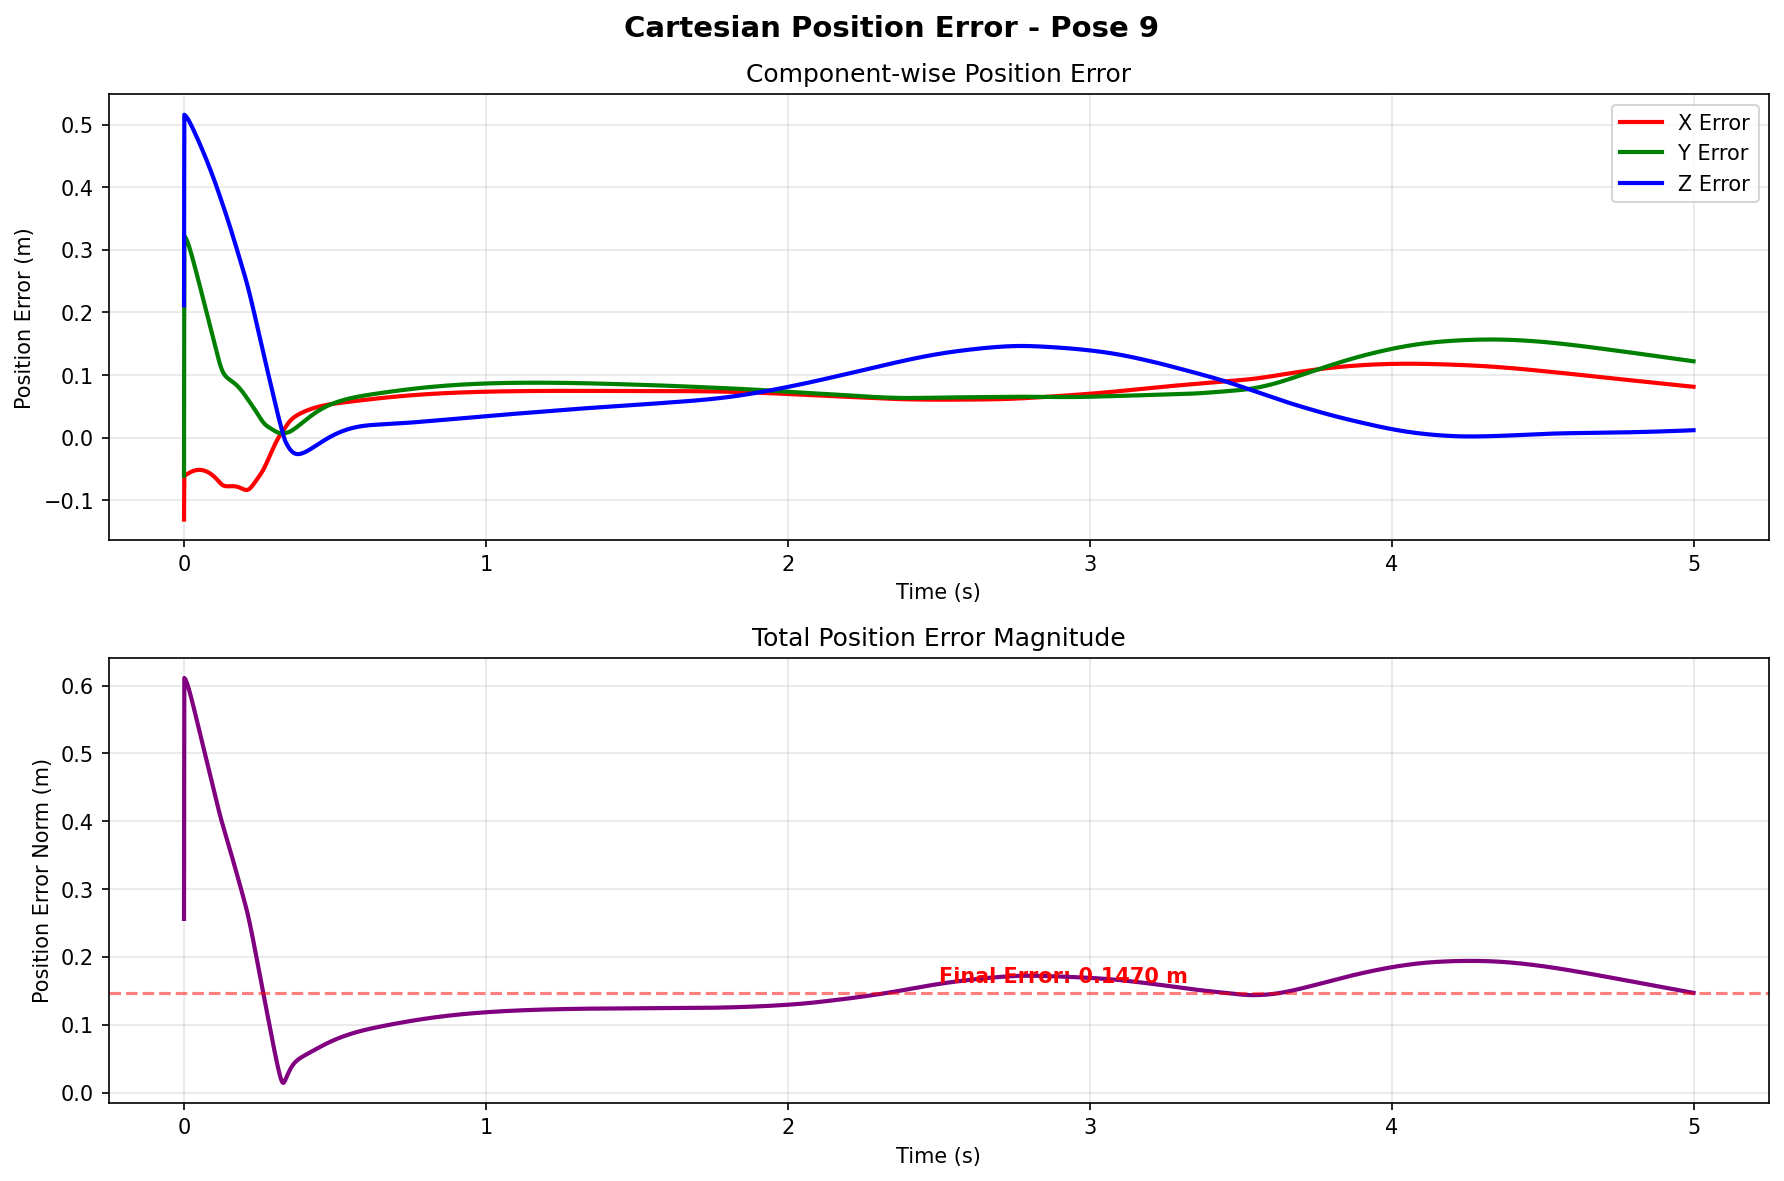 Cartesian Position Error - Pose 9
Component-wise Position Error
Position Error (m)
0.5
0.4
0.3
0.2
0.1
0.0
−0.1
X Error
Y Error
Z Error
0 1 2 3 4 5
Time (s)
Total Position Error Magnitude
Position Error Norm (m)
0.6
0.5
0.4
0.3
0.2
0.1
0.0
Final Error: 0.1470 m
0 1 2 3 4 5
Time (s)